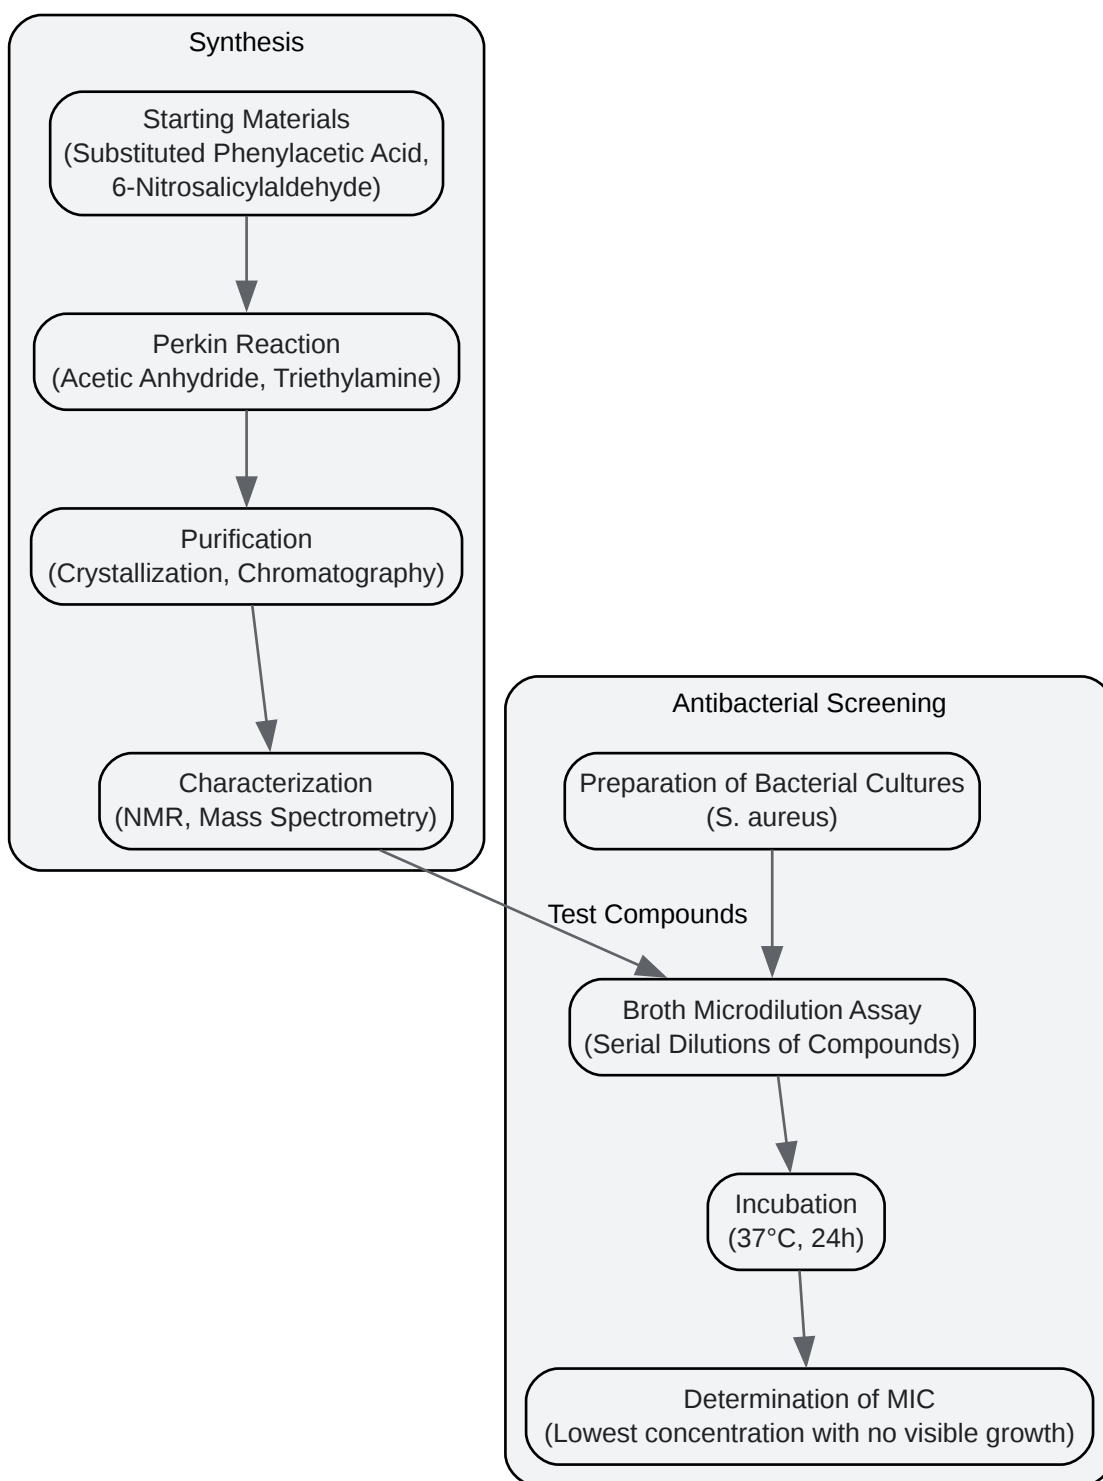 Synthesis
Starting Materials
(Substituted Phenylacetic Acid,
6-Nitrosalicylaldehyde)
Perkin Reaction
(Acetic Anhydride, Triethylamine)
Purification
(Crystallization, Chromatography)
Characterization
(NMR, Mass Spectrometry)
Antibacterial Screening
Preparation of Bacterial Cultures
(S. aureus)
Test Compounds
Broth Microdilution Assay
(Serial Dilutions of Compounds)
Incubation
(37°C, 24h)
Determination of MIC
(Lowest concentration with no visible growth)